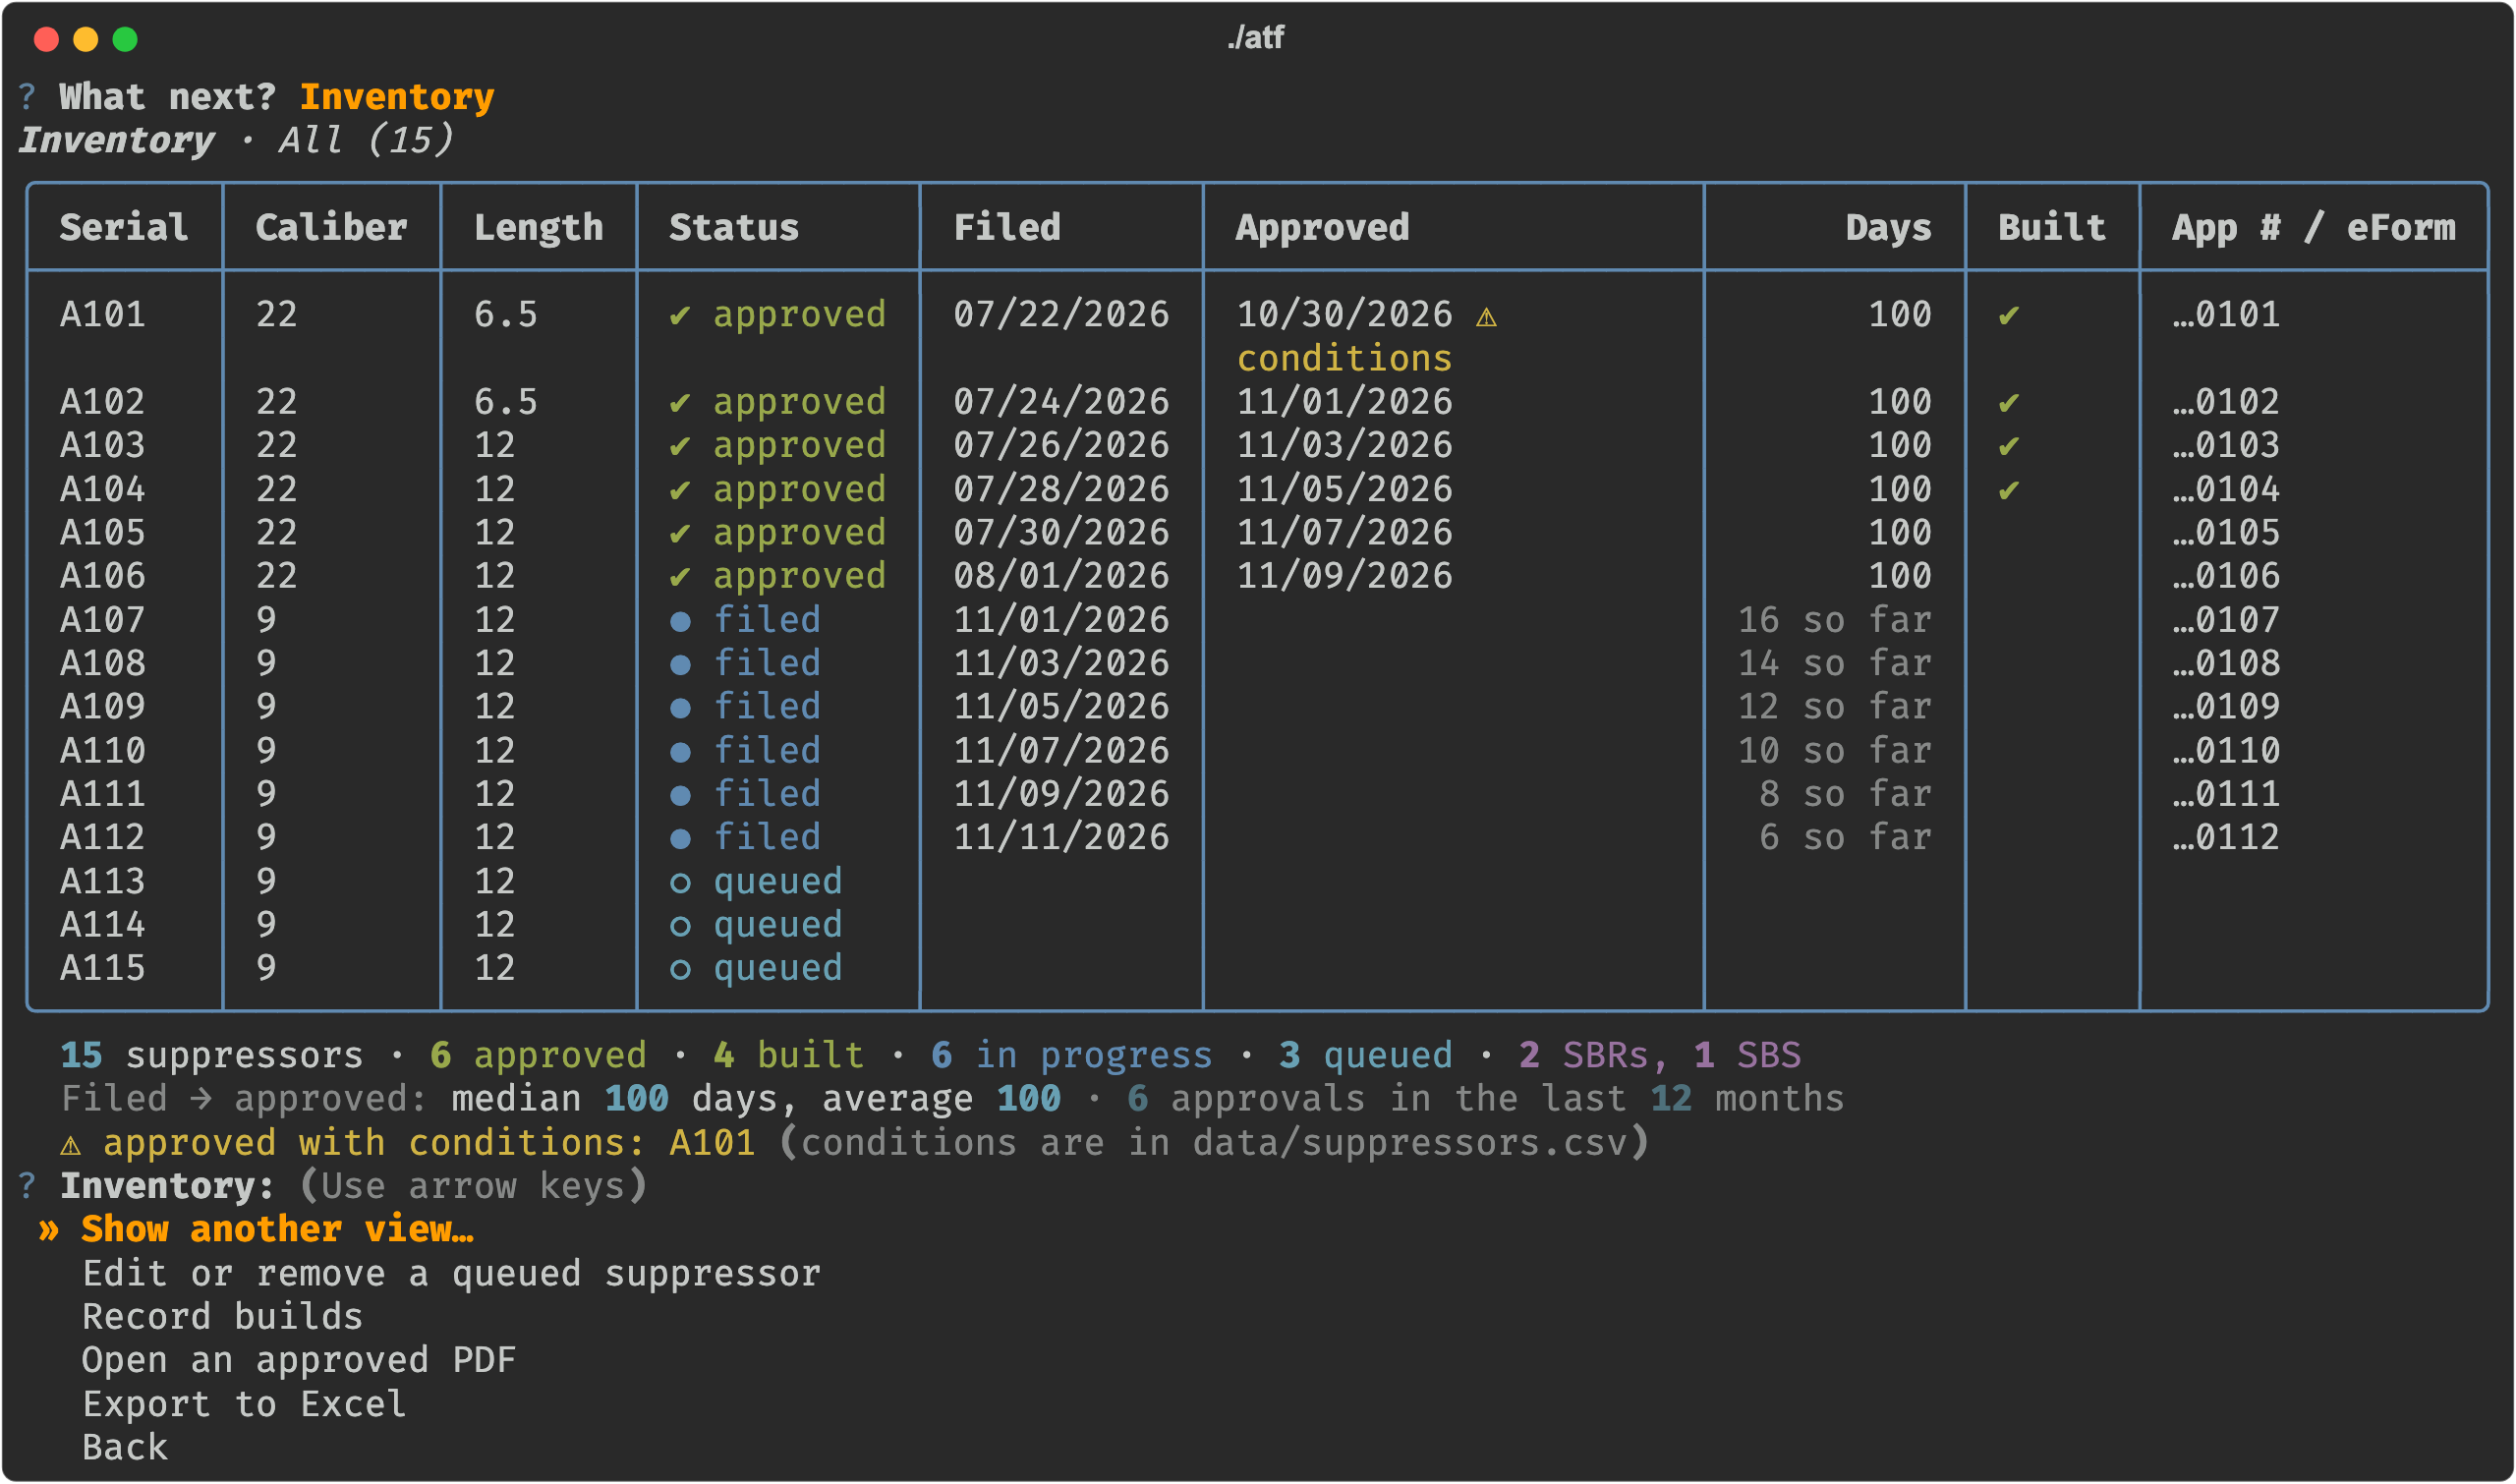 ./atf
? What next? Inventory
Inventory · All (15)
Serial Caliber Length Status Filed Approved Days Built App # / eForm
A101 22 6.5 ✔ approved 07/22/2026 10/30/2026 ⚠ 100 ✔ …0101
conditions
A102 22 6.5 ✔ approved 07/24/2026 11/01/2026 100 ✔ …0102
A103 22 12 ✔ approved 07/26/2026 11/03/2026 100 ✔ …0103
A104 22 12 ✔ approved 07/28/2026 11/05/2026 100 ✔ …0104
A105 22 12 ✔ approved 07/30/2026 11/07/2026 100 …0105
A106 22 12 ✔ approved 08/01/2026 11/09/2026 100 …0106
A107 9 12 ● filed 11/01/2026 16 so far …0107
A108 9 12 ● filed 11/03/2026 14 so far …0108
A109 9 12 ● filed 11/05/2026 12 so far …0109
A110 9 12 ● filed 11/07/2026 10 so far …0110
A111 9 12 ● filed 11/09/2026 8 so far …0111
A112 9 12 ● filed 11/11/2026 6 so far …0112
A113 9 12 ○ queued
A114 9 12 ○ queued
A115 9 12 ○ queued
15 suppressors · 6 approved · 4 built · 6 in progress · 3 queued · 2 SBRs, 1 SBS
Filed → approved: median 100 days, average 100 · 6 approvals in the last 12 months
⚠ approved with conditions: A101 (conditions are in data/suppressors.csv)
? Inventory: (Use arrow keys)
» Show another view…
Edit or remove a queued suppressor
Record builds
Open an approved PDF
Export to Excel
Back